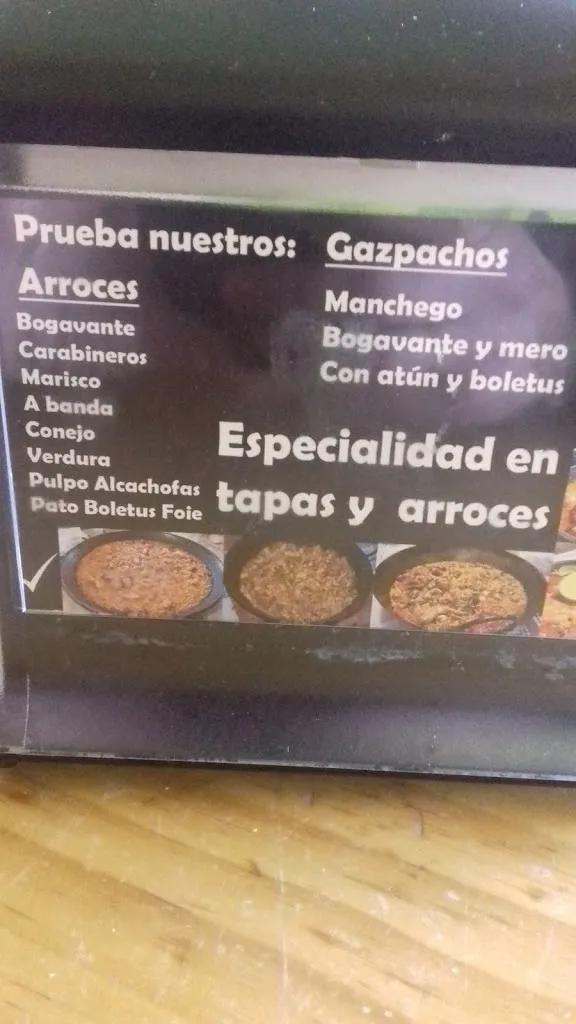 Prueba nuestros:
Arroces
Bogavante
Carabineros
Marisco
A banda
Conejo
Verdura
Pulpo Alcachofas
Pato Boletus Foie
Gazpachos
Manchego
Bogavante y mero
Con atún y boletus
Especialidad en
tapas y arroces